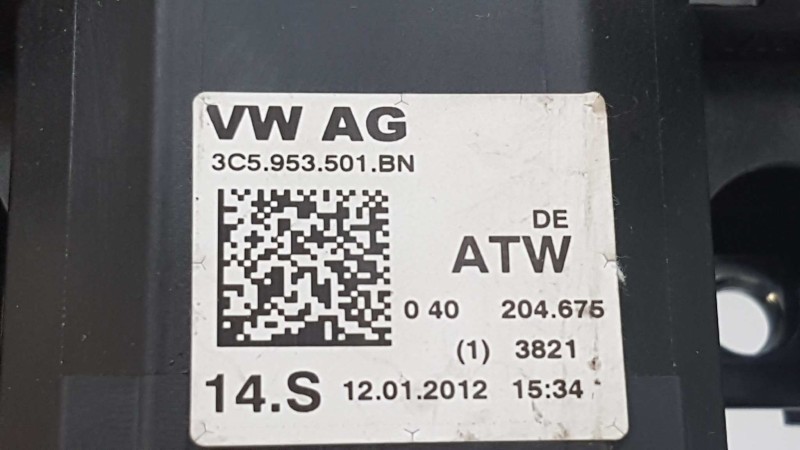 VW AG
3C5.953.501.BN
DE
ATW
0 40 204.675
(1) 3821
14.S 12.01.2012 15:34